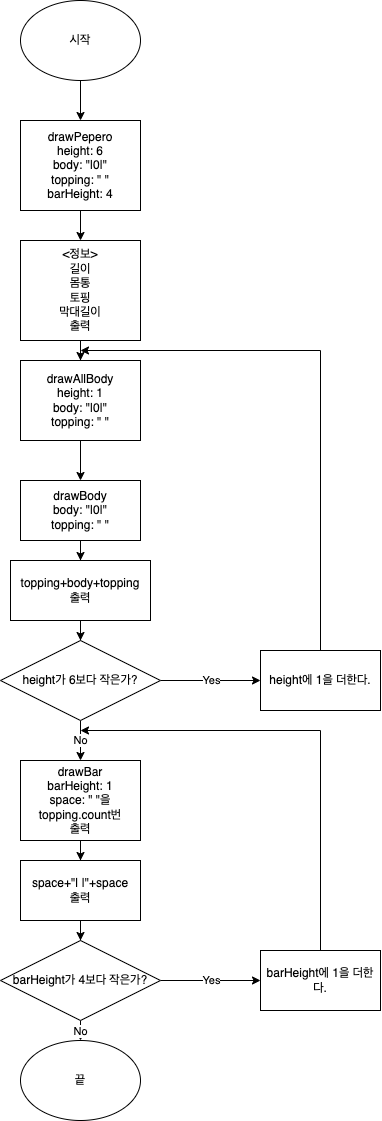 시작
drawPepero
height: 6
body: "|0|"
topping: " "
barHeight: 4
<정보>
길이
몸통
토핑
막대길이
출력
drawAllBody
height: 1
body: "|0|"
topping: " "
drawBody
body: "|0|"
topping: " "
topping+body+topping
출력
height가 6보다 작은가?
Yes
height에 1을 더한다.
No
drawBar
barHeight: 1
space: " "을
topping.count번
출력
space+"| |"+space
출력
barHeight가 4보다 작은가?
Yes
barHeight에 1을 더한
다.
No
끝